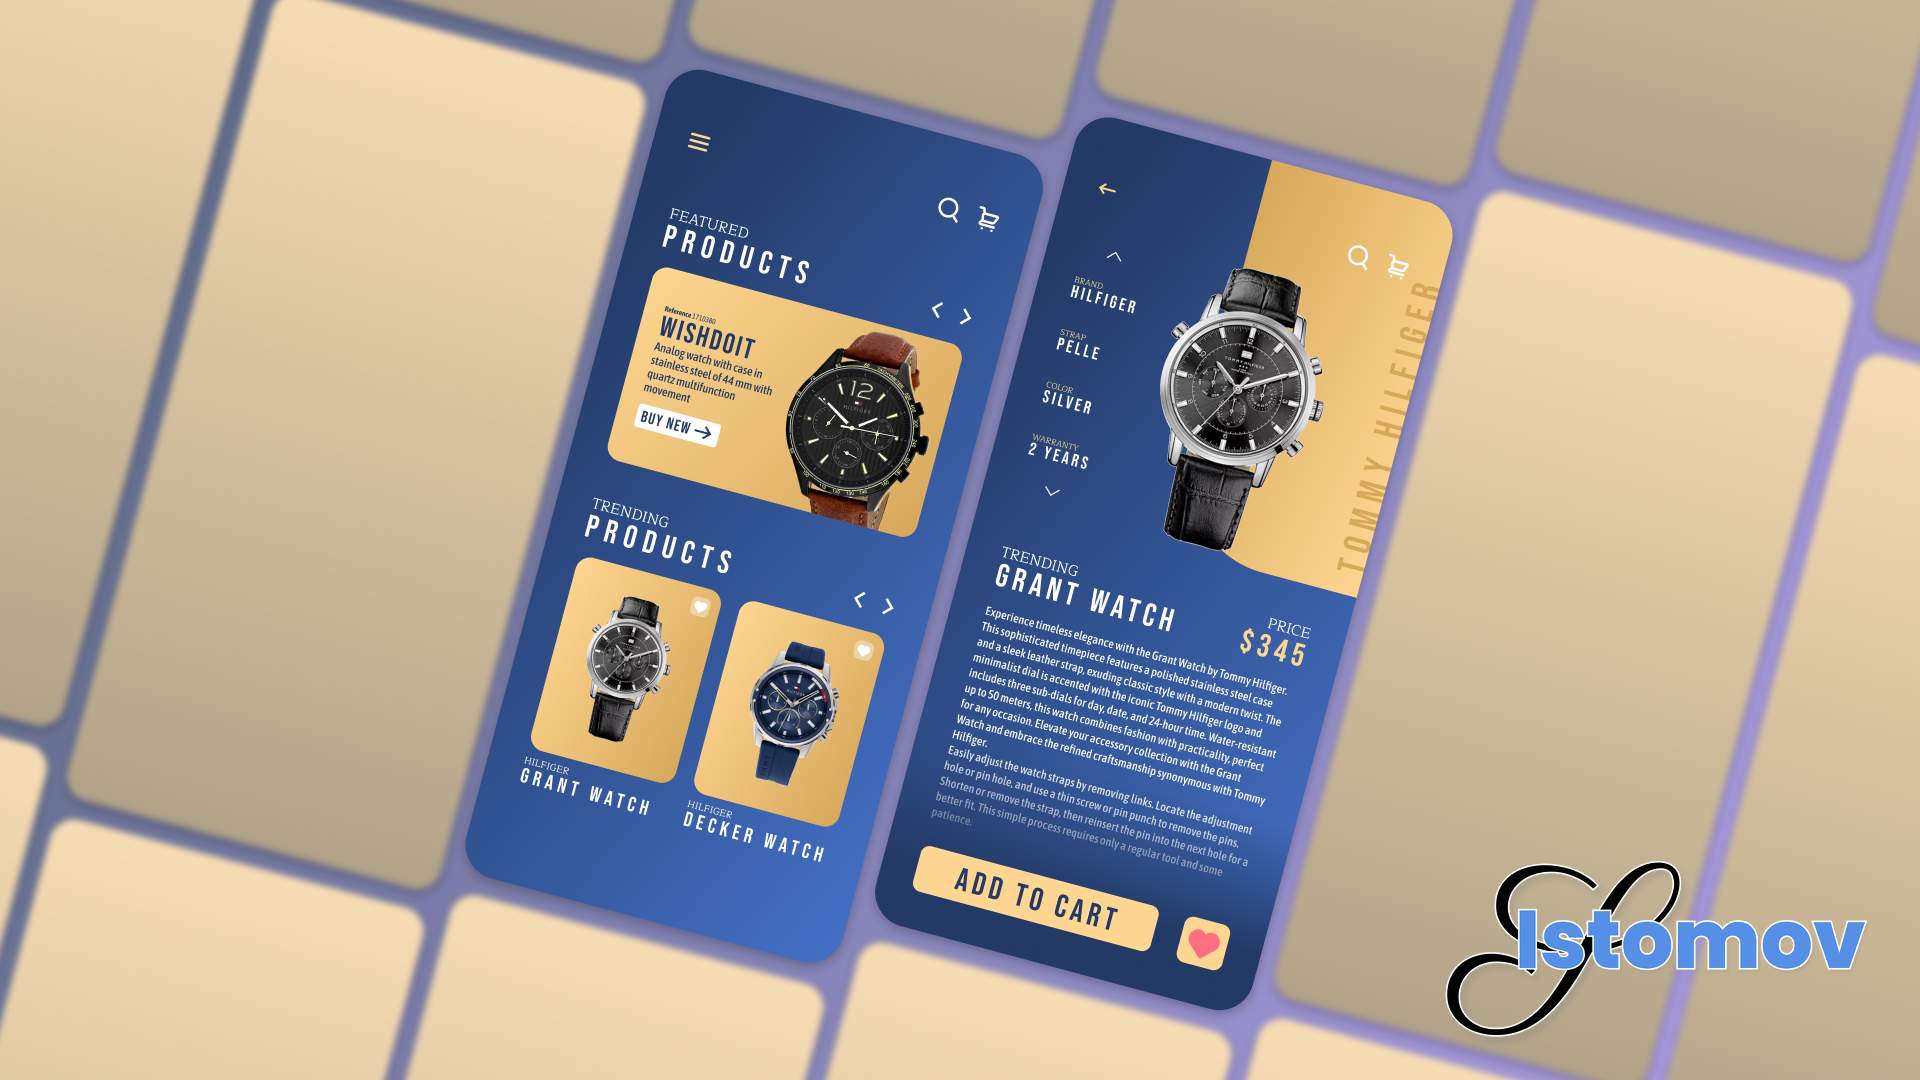 FEATURED
PRODUCTS
Reference 1710380
WISHDOIT
Analog watch with case in
stainless steel of 44 mm with
quartz multifunction
movement
BUY NEW
TRENDING
PRODUCTS
HILFIGER
GRANT WATCH
HILFIGER
DECKER WATCH
BRAND
HILFIGER
STRAP
PELLE
COLOR
SILVER
WARRANTY
2 YEARS
TOMMY HILFIGER
TRENDING
GRANT WATCH
PRICE
$345
Experience timeless elegance with the Grant Watch by Tommy Hilfiger.
This sophisticated timepiece features a polished stainless steel case
and a sleek leather strap, exuding classic style with a modern twist. The
minimalist dial is accented with the iconic Tommy Hilfiger logo and
includes three sub-dials for day, date, and 24-hour time. Water-resistant
up to 50 meters, this watch combines fashion with practicality, perfect
for any occasion. Elevate your accessory collection with the Grant
Watch and embrace the refined craftsmanship synonymous with Tommy
Hilfiger.
Easily adjust the watch straps by removing links. Locate the adjustment
hole or pin hole, and use a thin screw or pin punch to remove the pins.
Shorten or remove the strap, then reinsert the pin into the next hole for a
better fit. This simple process requires only a regular tool and some
patience.
ADD TO CART
Istomov